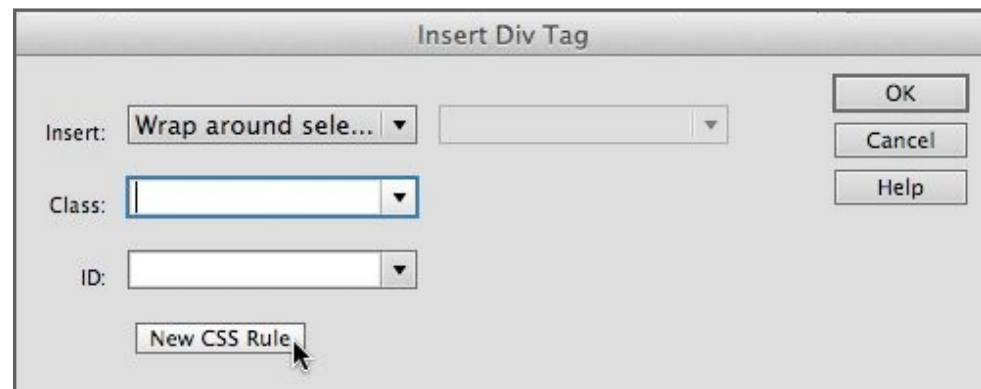 Insert Div Tag
OK
Insert: Wrap around sele...
Cancel
Class:
Help
ID:
New CSS Rule